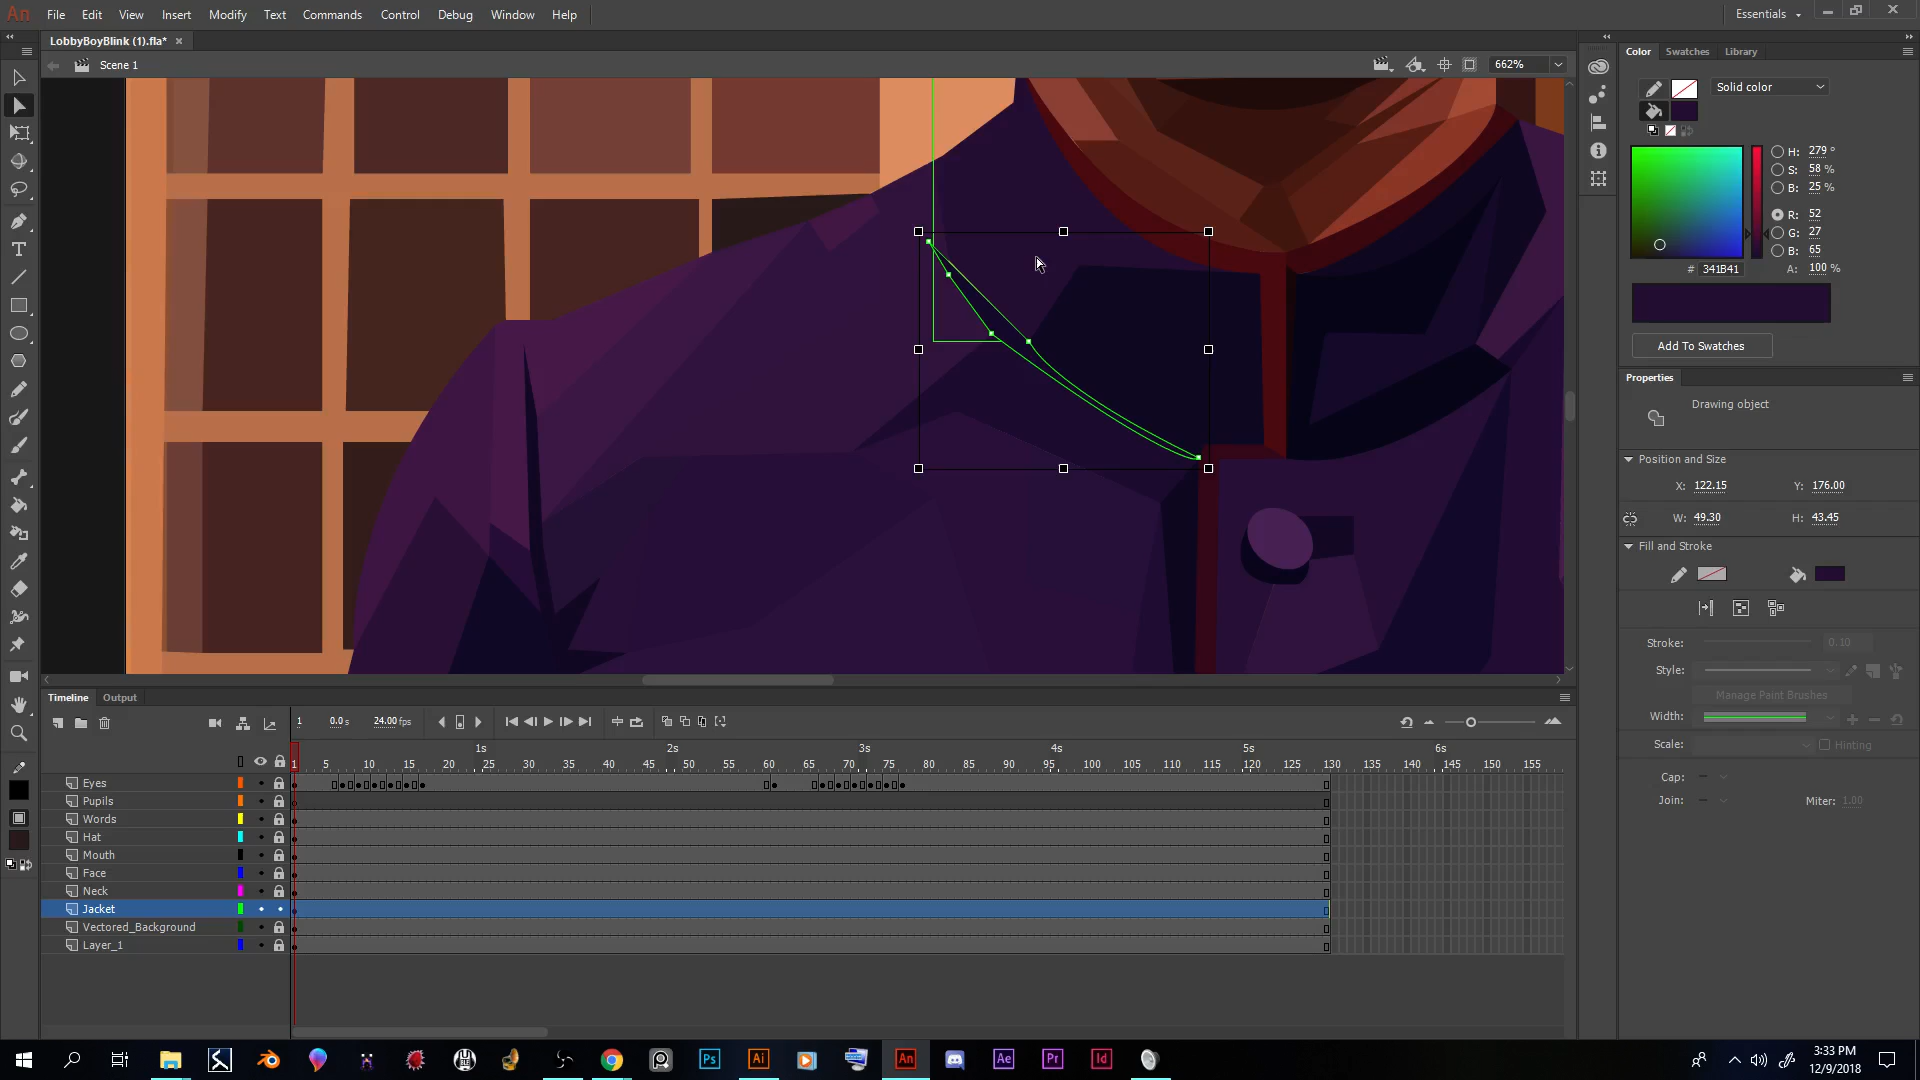 An File Edit View Insert Modify Text Commands Control Debug Window Help Essentials
LobbyBoyBlink (1).fla* ×
Scene 1 662%
Color Swatches Library
Solid color
H: 279 °
S: 58 %
B: 25 %
R: 52
G: 27
B: 65
# 341B41 A: 100 %
Add To Swatches
Properties
Drawing object
Position and Size
X: 122.15 Y: 176.00
W: 49.30 H: 43.45
Fill and Stroke
Stroke: 0.10
Style:
Manage Paint Brushes
Width:
Scale: Hinting
Cap:
Join: Miter: 1.00
Timeline Output
1 0.0 s 24.00 fps
1s 2s 3s 4s 5s 6s
1 5 10 15 20 25 30 35 40 45 50 55 60 65 70 75 80 85 90 95 100 105 110 115 120 125 130 135 140 145 150 155
Eyes
Pupils
Words
Hat
Mouth
Face
Neck
Jacket
Vectored_Background
Layer_1
Ps Ai An Ae Pr Id
3:33 PM
12/9/2018